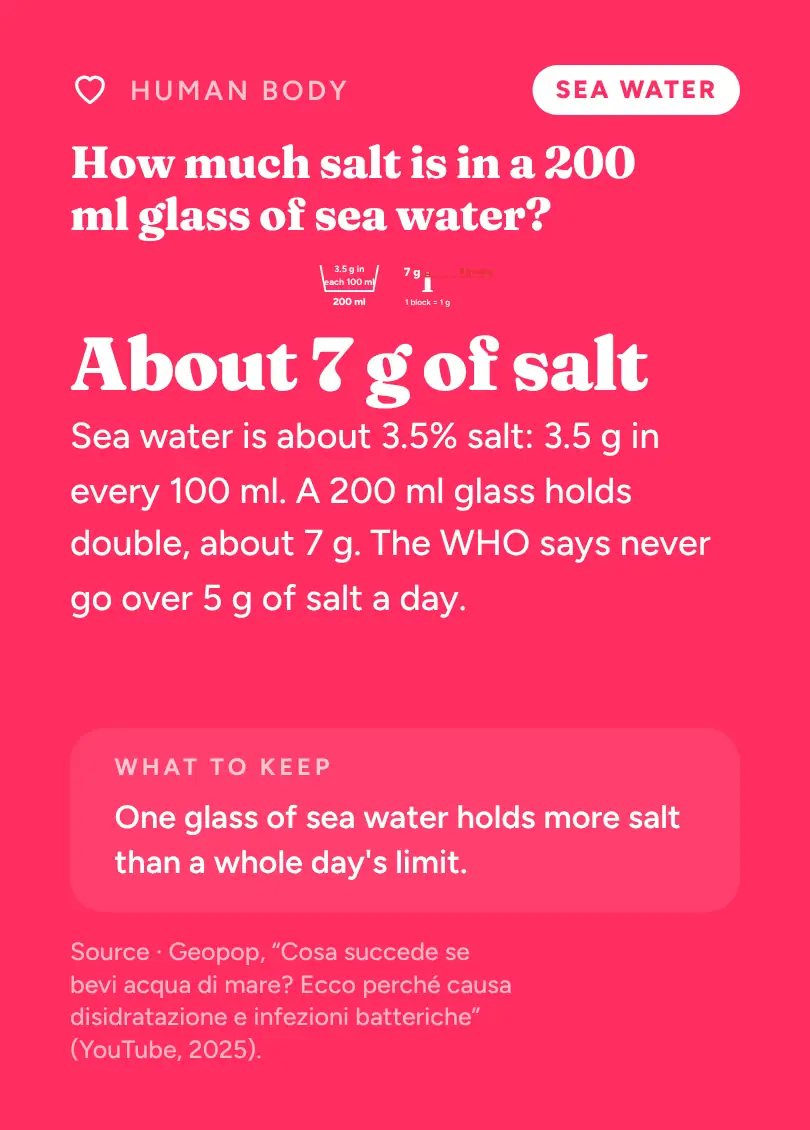 HUMAN BODY
SEA WATER
How much salt is in a 200
ml glass of sea water?
3.5 g in
each 100 ml
200 ml
7 g
1 block = 1 g
About 7 g of salt
Sea water is about 3.5% salt: 3.5 g in
every 100 ml. A 200 ml glass holds
double, about 7 g. The WHO says never
go over 5 g of salt a day.
WHAT TO KEEP
One glass of sea water holds more salt
than a whole day's limit.
Source · Geopop, “Cosa succede se
bevi acqua di mare? Ecco perché causa
disidratazione e infezioni batteriche”
(YouTube, 2025).